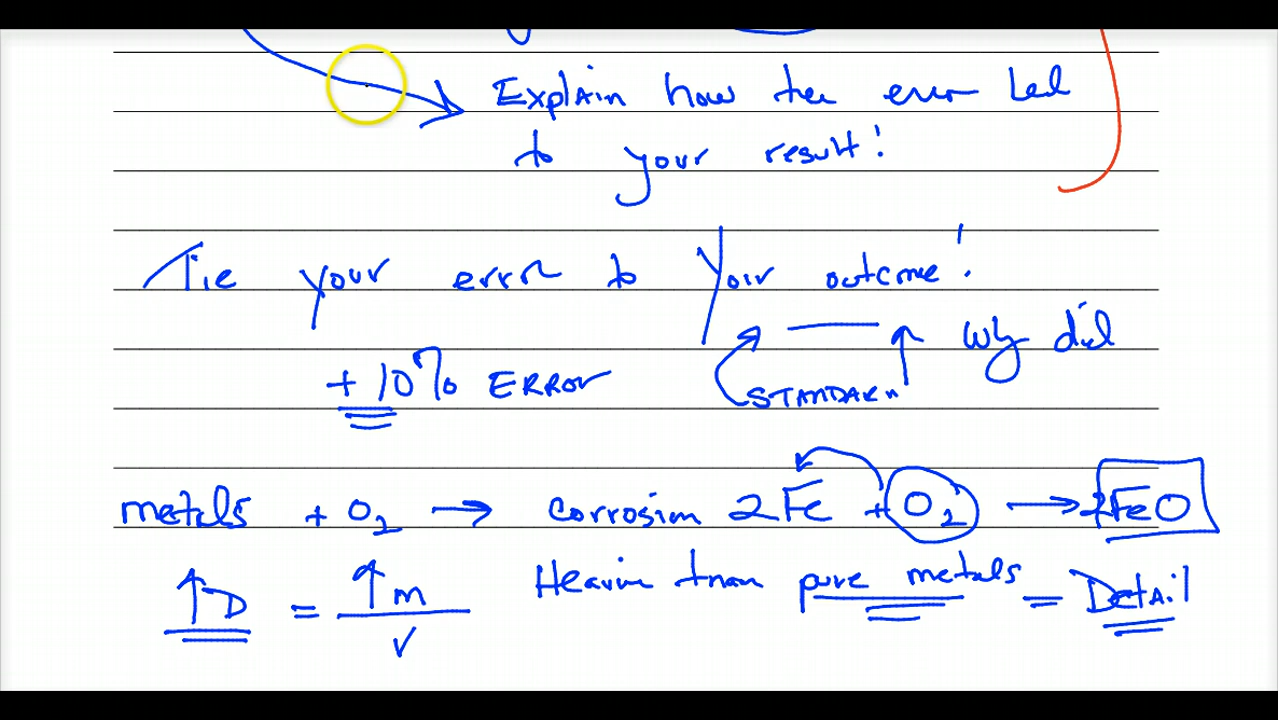 Explain how the error led
to your result!
Tie your error to your outcome!
+10% ERROR STANDARD Why did
metals + O2 → corrosion 2Fe + O2 → 2FeO
↑D = ↑m / V Heavier than pure metals = Detail